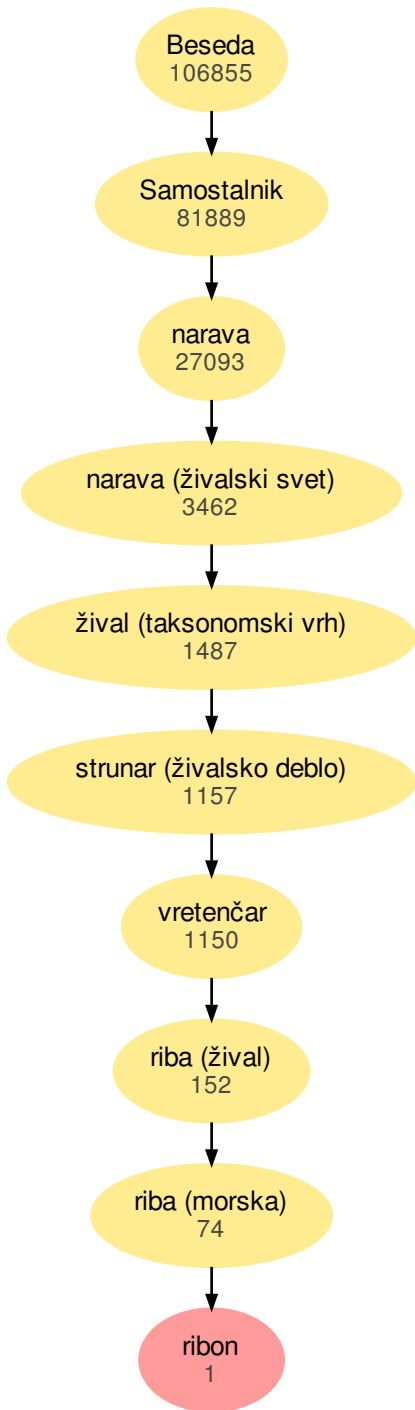 Beseda
106855
Samostalnik
81889
narava
27093
narava (živalski svet)
3462
žival (taksonomski vrh)
1487
strunar (živalsko deblo)
1157
vretenčar
1150
riba (žival)
152
riba (morska)
74
ribon
1